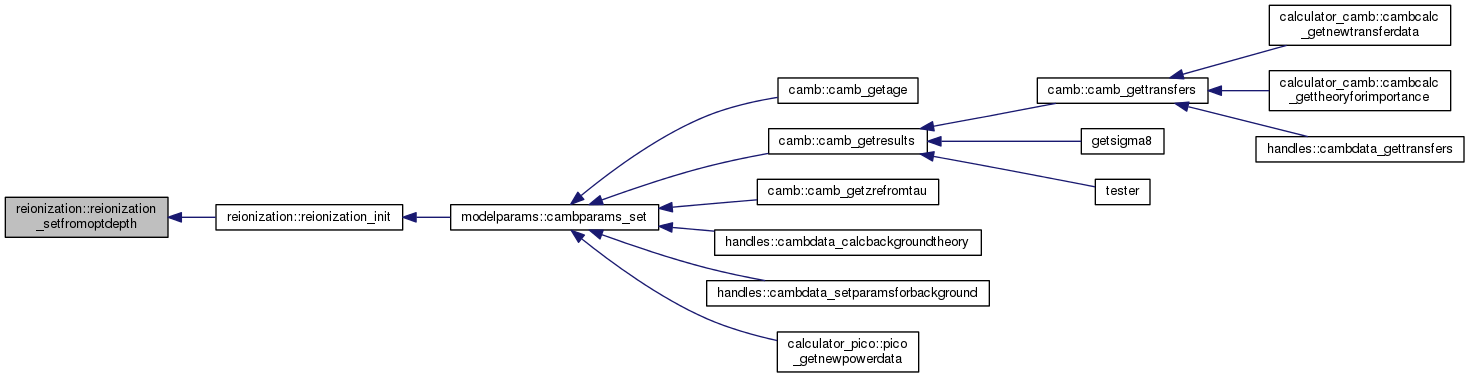 reionization::reionization
_setfromoptdepth
reionization::reionization_init
modelparams::cambparams_set
camb::camb_getage
camb::camb_getresults
camb::camb_getzrefromtau
handles::cambdata_calcbackgroundtheory
handles::cambdata_setparamsforbackground
calculator_pico::pico
_getnewpowerdata
camb::camb_gettransfers
getsigma8
tester
calculator_camb::cambcalc
_getnewtransferdata
calculator_camb::cambcalc
_gettheoryforimportance
handles::cambdata_gettransfers